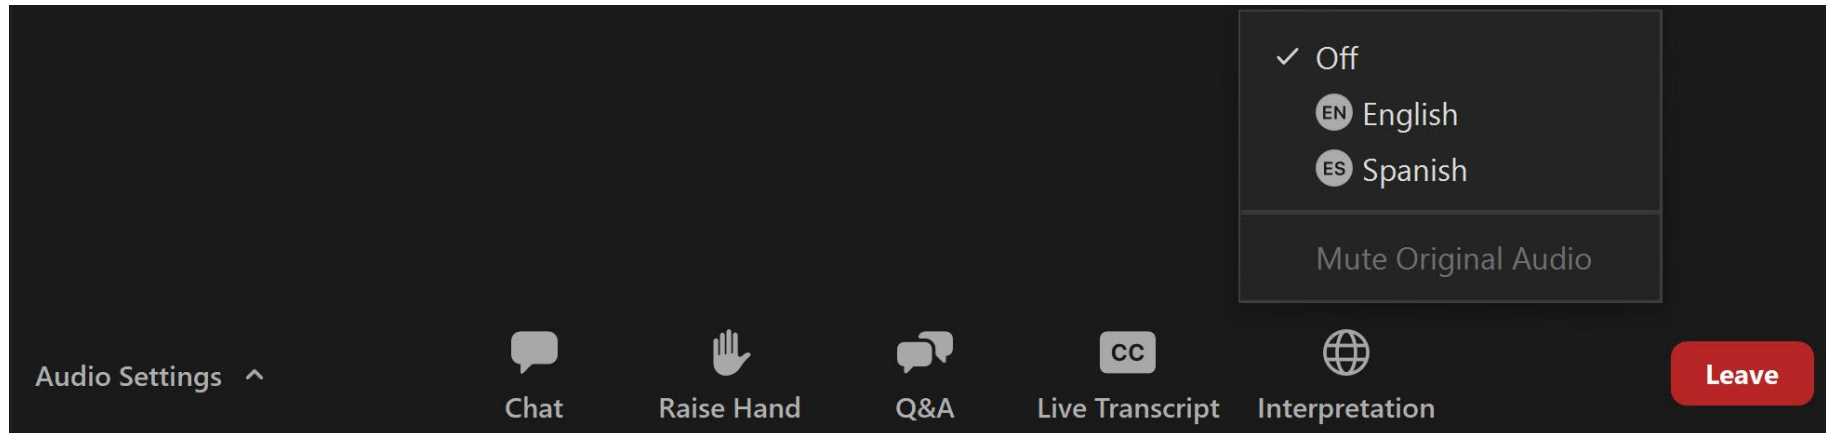 Off
EN English
ES Spanish
Mute Original Audio
Audio Settings
Chat
Raise Hand
Q&A
CC
Live Transcript
Interpretation
Leave